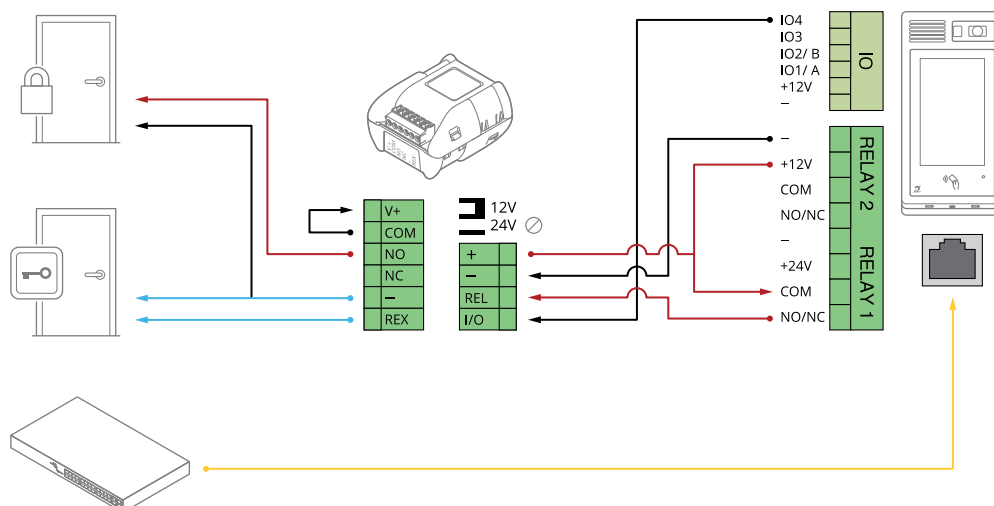 IO4
IO3
IO2/ B
IO1/ A
+12V
–
IO
–
+12V
COM
NO/NC
–
+24V
COM
NO/NC
RELAY 2
RELAY 1
V+
COM
NO
NC
–
REX
12V
24V
+
–
REL
I/O